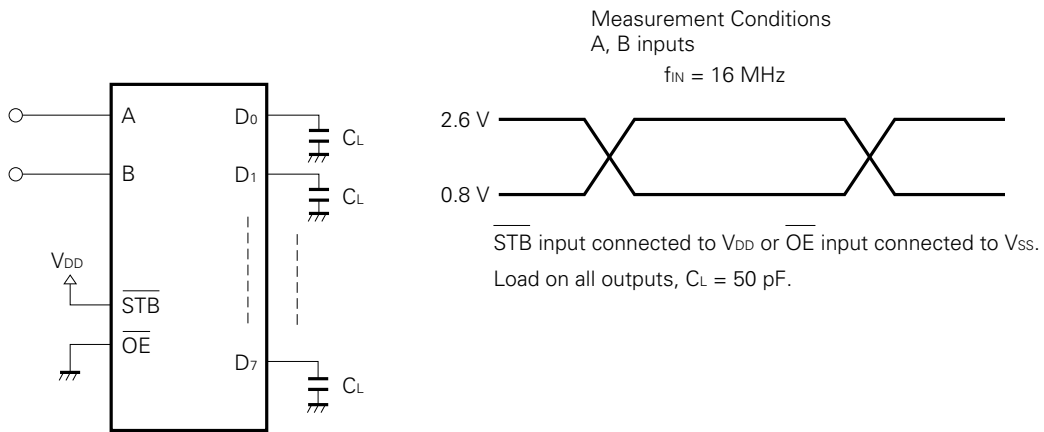 Measurement Conditions
A, B inputs
fIN = 16 MHz
A
D0
CL
B
D1
CL
2.6 V
0.8 V
STB input connected to VDD or OE input connected to VSS.
Load on all outputs, CL = 50 pF.
VDD
STB
OE
D7
CL